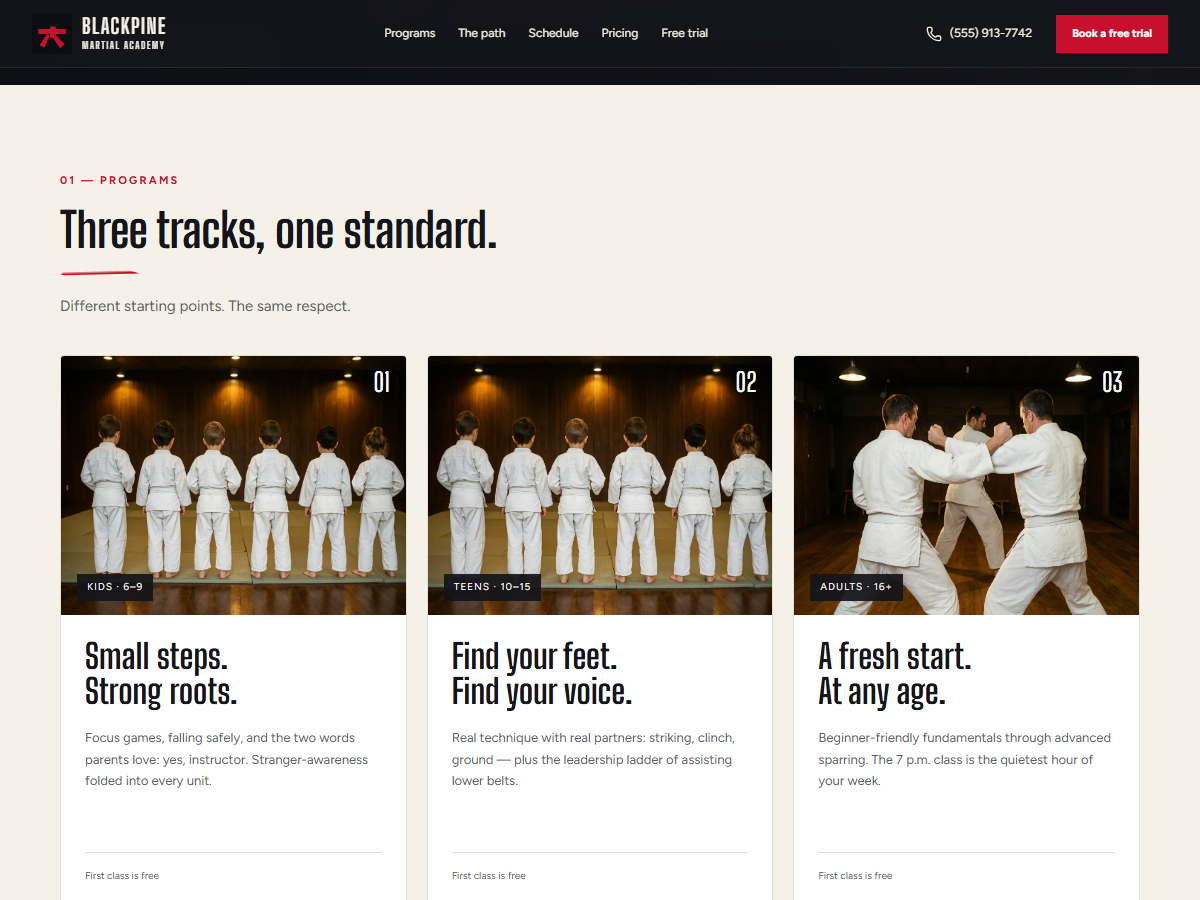 BLACKPINE
MARTIAL ACADEMY
Programs
The path
Schedule
Pricing
Free trial
(555) 913-7742
Book a free trial
01 — PROGRAMS
Three tracks, one standard.
Different starting points. The same respect.
01
KIDS · 6–9
Small steps.
Strong roots.
Focus games, falling safely, and the two words
parents love: yes, instructor. Stranger-awareness
folded into every unit.
First class is free
02
TEENS · 10–15
Find your feet.
Find your voice.
Real technique with real partners: striking, clinch,
ground — plus the leadership ladder of assisting
lower belts.
First class is free
03
ADULTS · 16+
A fresh start.
At any age.
Beginner-friendly fundamentals through advanced
sparring. The 7 p.m. class is the quietest hour of
your week.
First class is free